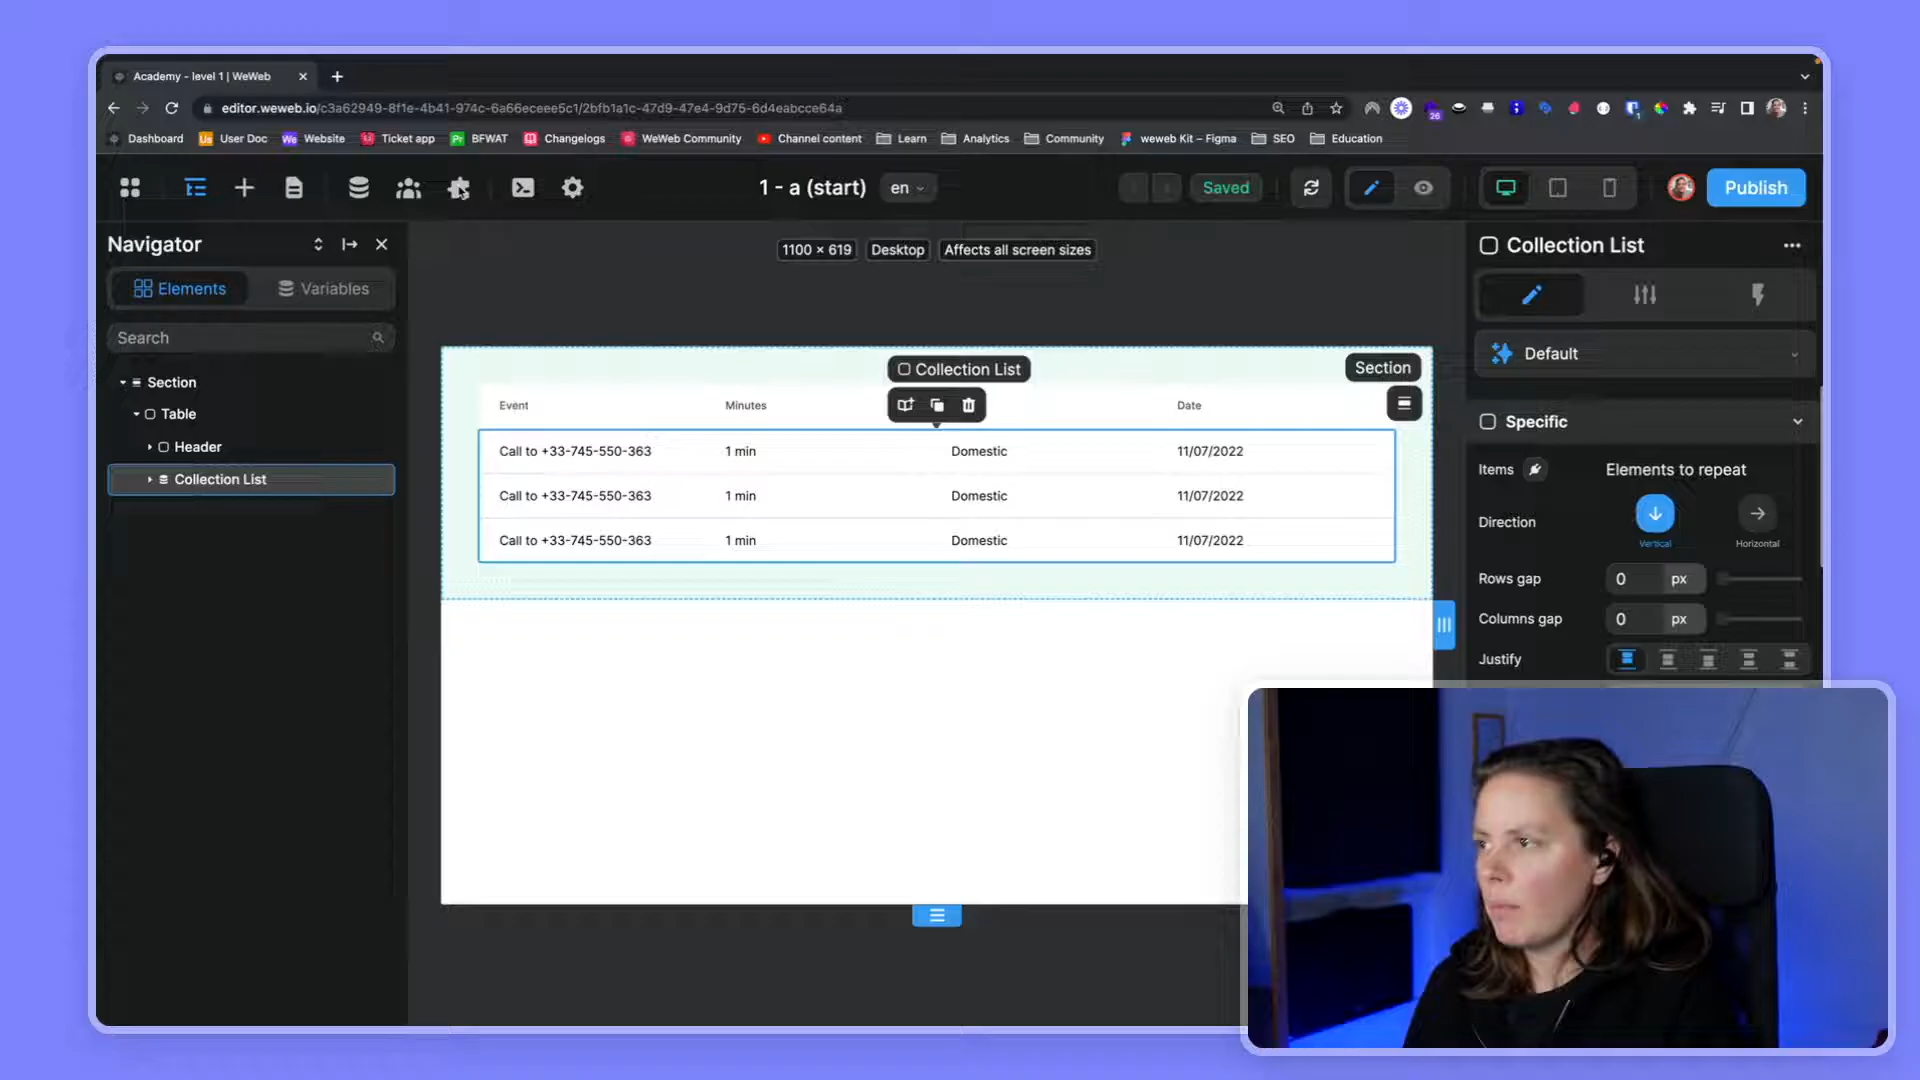 Academy - level 1 | WeWeb
editor.weweb.io/c3a62949-8f1e-4b41-974c-6a66eceee5c1/2bfb1a1c-47d9-47e4-9d75-6d4eabcce64a
26
Dashboard User Doc Website Ticket app BFWAT Changelogs WeWeb Community Channel content Learn Analytics Community weweb Kit – Figma SEO Education
1 - a (start) en Saved Publish
Navigator
Elements Variables
Search
Section
Table
Header
Collection List
1100 × 619 Desktop Affects all screen sizes
Collection List
Section
Event Minutes Date
Call to +33-745-550-363 1 min Domestic 11/07/2022
Call to +33-745-550-363 1 min Domestic 11/07/2022
Call to +33-745-550-363 1 min Domestic 11/07/2022
Collection List
Default
Specific
Items Elements to repeat
Direction
Vertical Horizontal
Rows gap 0 px
Columns gap 0 px
Justify